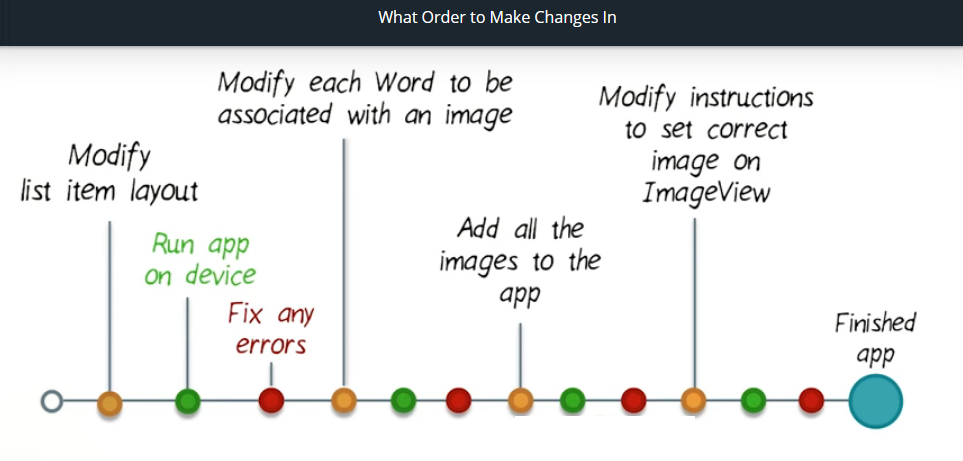 What Order to Make Changes In
Modify
list item layout
Run app
on device
Fix any
errors
Modify each Word to be
associated with an image
Add all the
images to the
app
Modify instructions
to set correct
image on
ImageView
Finished
app